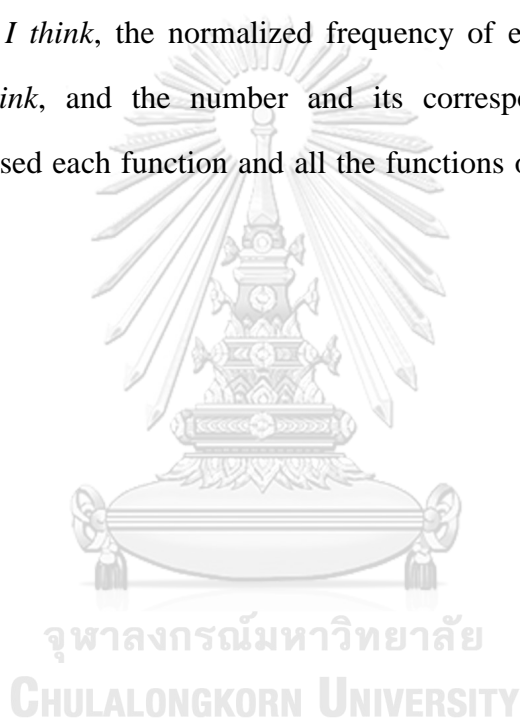 I think, the normalized frequency of e
ink, and the number and its correspo
sed each function and all the functions o
จุฬาลงกรณ์มหาวิทยาลัย
CHULALONGKORN UNIVERSITY